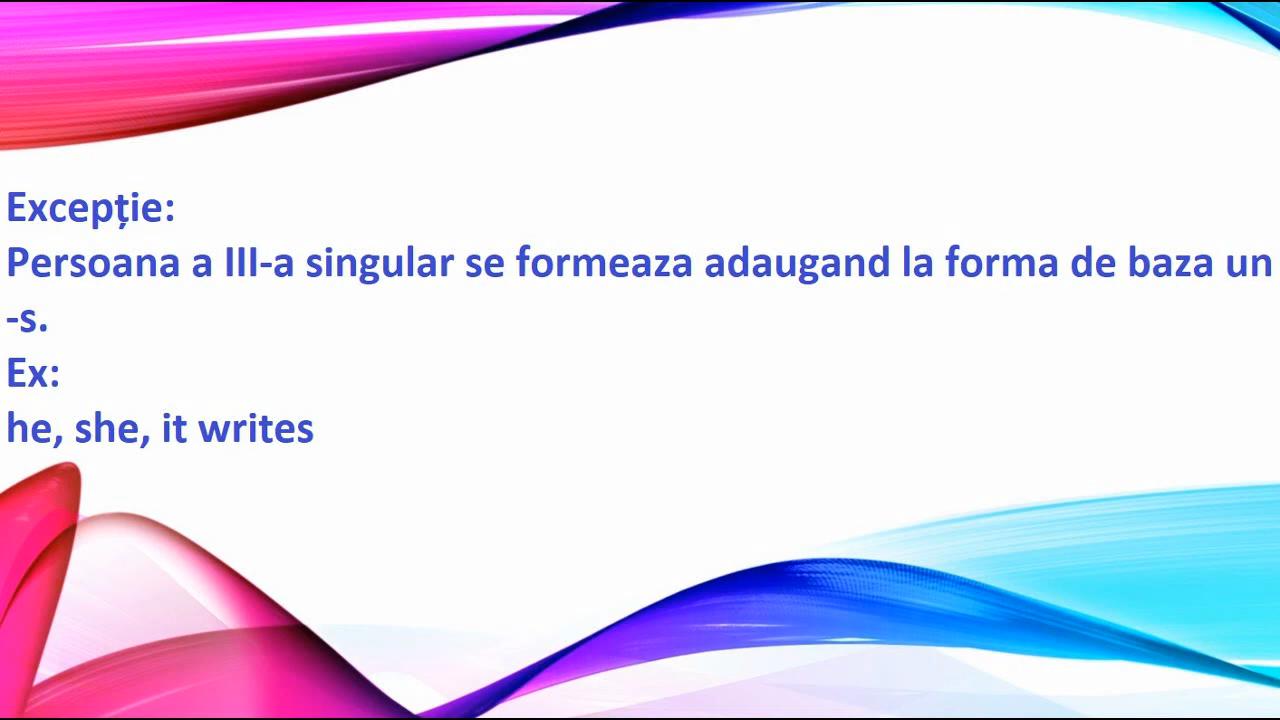 Excepție:
Persoana a III-a singular se formeaza adaugand la forma de baza un
-s.
Ex:
he, she, it writes